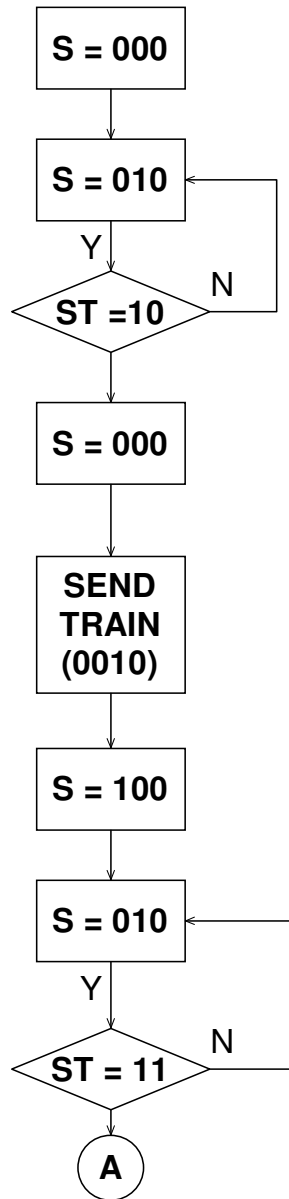 S = 000
S = 010
Y
N
ST =10
S = 000
SEND
TRAIN
(0010)
S = 100
S = 010
Y
N
ST = 11
A